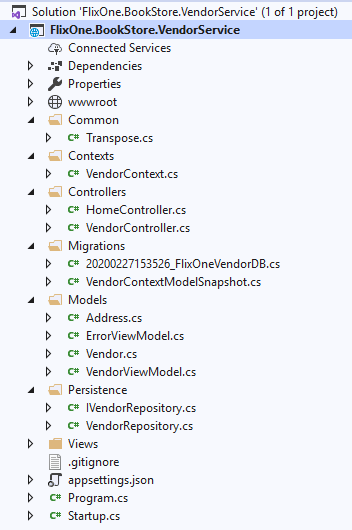 Solution 'FlixOne.BookStore.VendorService' (1 of 1 project)
FlixOne.BookStore.VendorService
Connected Services
Dependencies
Properties
wwwroot
Common
C# Transpose.cs
Contexts
C# VendorContext.cs
Controllers
C# HomeController.cs
C# VendorController.cs
Migrations
C# 20200227153526_FlixOneVendorDB.cs
C# VendorContextModelSnapshot.cs
Models
C# Address.cs
C# ErrorViewModel.cs
C# Vendor.cs
C# VendorViewModel.cs
Persistence
C# IVendorRepository.cs
C# VendorRepository.cs
Views
.gitignore
appsettings.json
C# Program.cs
C# Startup.cs